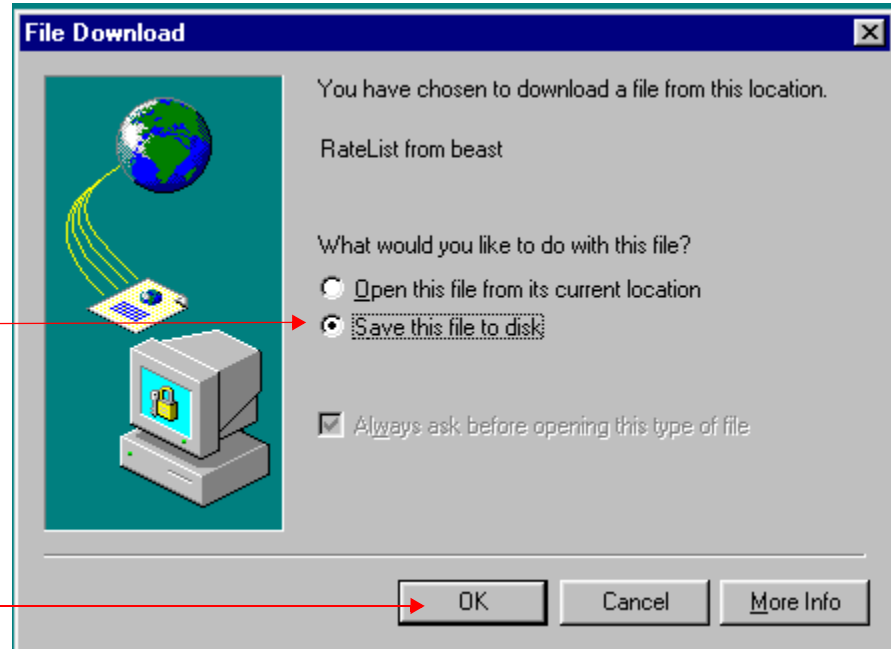 File Download
You have chosen to download a file from this location.
RateList from beast
What would you like to do with this file?
Open this file from its current location
Save this file to disk
Always ask before opening this type of file
OK
Cancel
More Info